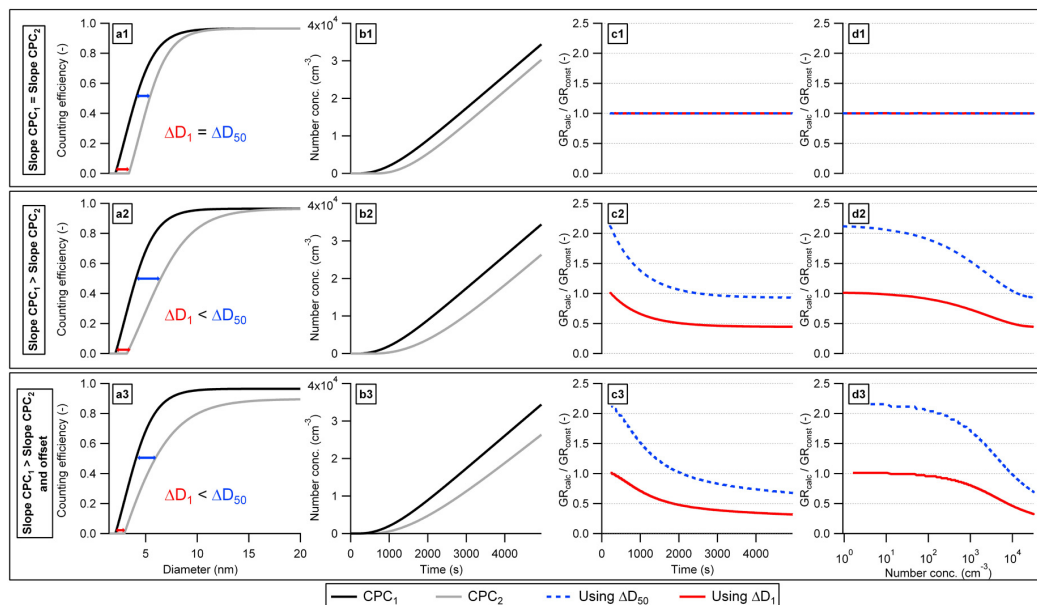 Slope CPC1 = Slope CPC2
Counting efficiency (-)
1.0
0.8
0.6
0.4
0.2
0.0
a1
ΔD1 = ΔD50
4x10^4
3
2
1
0
Number conc. (cm-3)
b1
GRcalc / GRconst (-)
2.5
2.0
1.5
1.0
0.5
0.0
c1
GRcalc / GRconst (-)
2.5
2.0
1.5
1.0
0.5
0.0
d1
Slope CPC1 > Slope CPC2
Counting efficiency (-)
1.0
0.8
0.6
0.4
0.2
0.0
a2
ΔD1 < ΔD50
4x10^4
3
2
1
0
Number conc. (cm-3)
b2
GRcalc / GRconst (-)
2.5
2.0
1.5
1.0
0.5
0.0
c2
GRcalc / GRconst (-)
2.5
2.0
1.5
1.0
0.5
0.0
d2
Slope CPC1 > Slope CPC2
and offset
Counting efficiency (-)
1.0
0.8
0.6
0.4
0.2
0.0
a3
ΔD1 < ΔD50
5 10 15 20
Diameter (nm)
4x10^4
3
2
1
0
Number conc. (cm-3)
b3
0 1000 2000 3000 4000
Time (s)
GRcalc / GRconst (-)
2.5
2.0
1.5
1.0
0.5
0.0
c3
0 1000 2000 3000 4000
Time (s)
GRcalc / GRconst (-)
2.5
2.0
1.5
1.0
0.5
0.0
d3
10^0 10^1 10^2 10^3 10^4
Number conc. (cm-3)
CPC1 CPC2 Using ΔD50 Using ΔD1